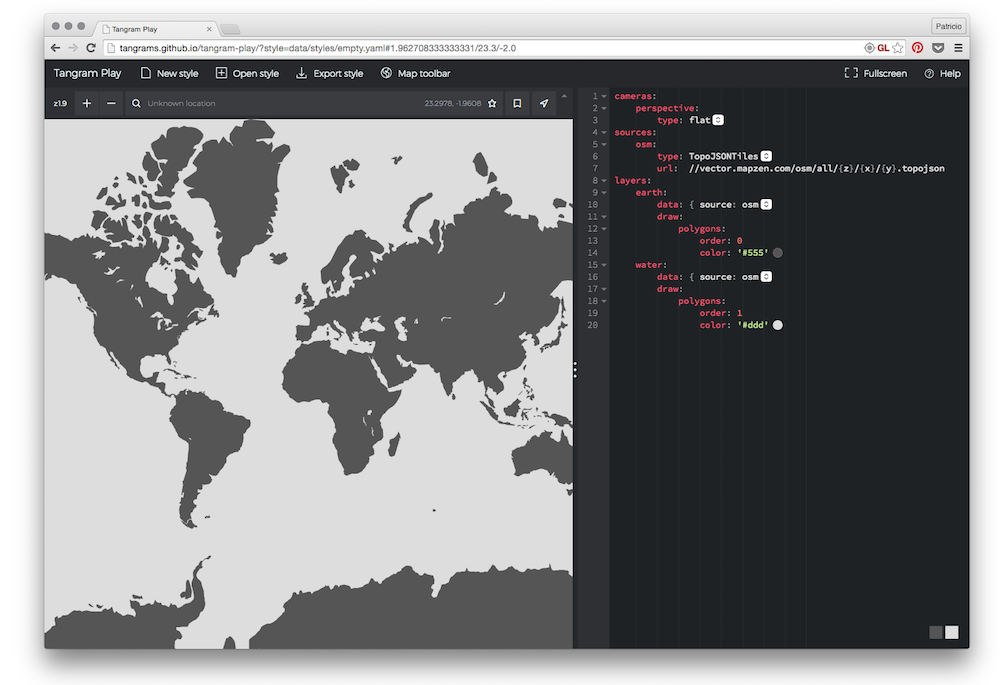 Tangram Play
Patricio
tangrams.github.io/tangram-play/?style=data/styles/empty.yaml#1.962708333333331/23.3/-2.0
GL
Tangram Play New style Open style Export style Map toolbar Fullscreen Help
z1.9 + − Unknown location 23.2978, -1.9608
1 cameras:
2 perspective:
3 type: flat
4 sources:
5 osm:
6 type: TopoJSONTiles
7 url: //vector.mapzen.com/osm/all/{z}/{x}/{y}.topojson
8 layers:
9 earth:
10 data: { source: osm
11 draw:
12 polygons:
13 order: 0
14 color: '#555'
15 water:
16 data: { source: osm
17 draw:
18 polygons:
19 order: 1
20 color: '#ddd'